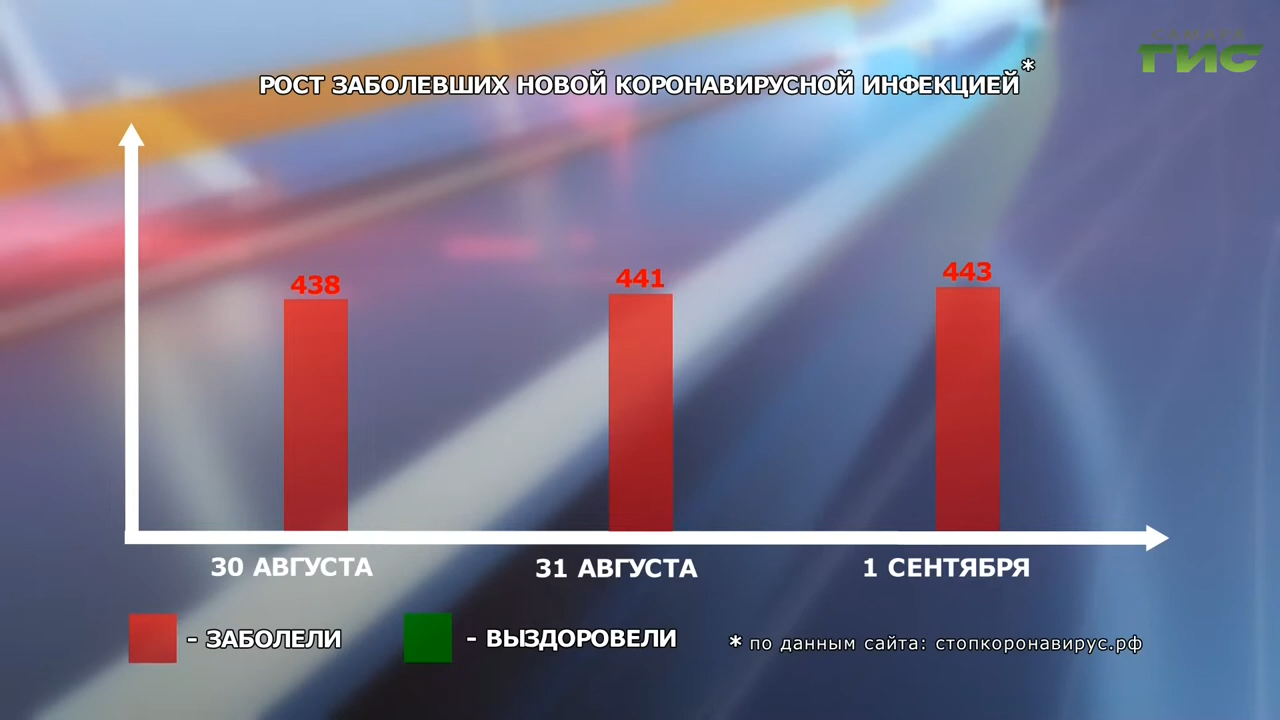 САМАРА
ГИС
РОСТ ЗАБОЛЕВШИХ НОВОЙ КОРОНАВИРУСНОЙ ИНФЕКЦИЕЙ*
438
441
443
30 АВГУСТА
31 АВГУСТА
1 СЕНТЯБРЯ
- ЗАБОЛЕЛИ
- ВЫЗДОРОВЕЛИ
* по данным сайта: стопкоронавирус.рф